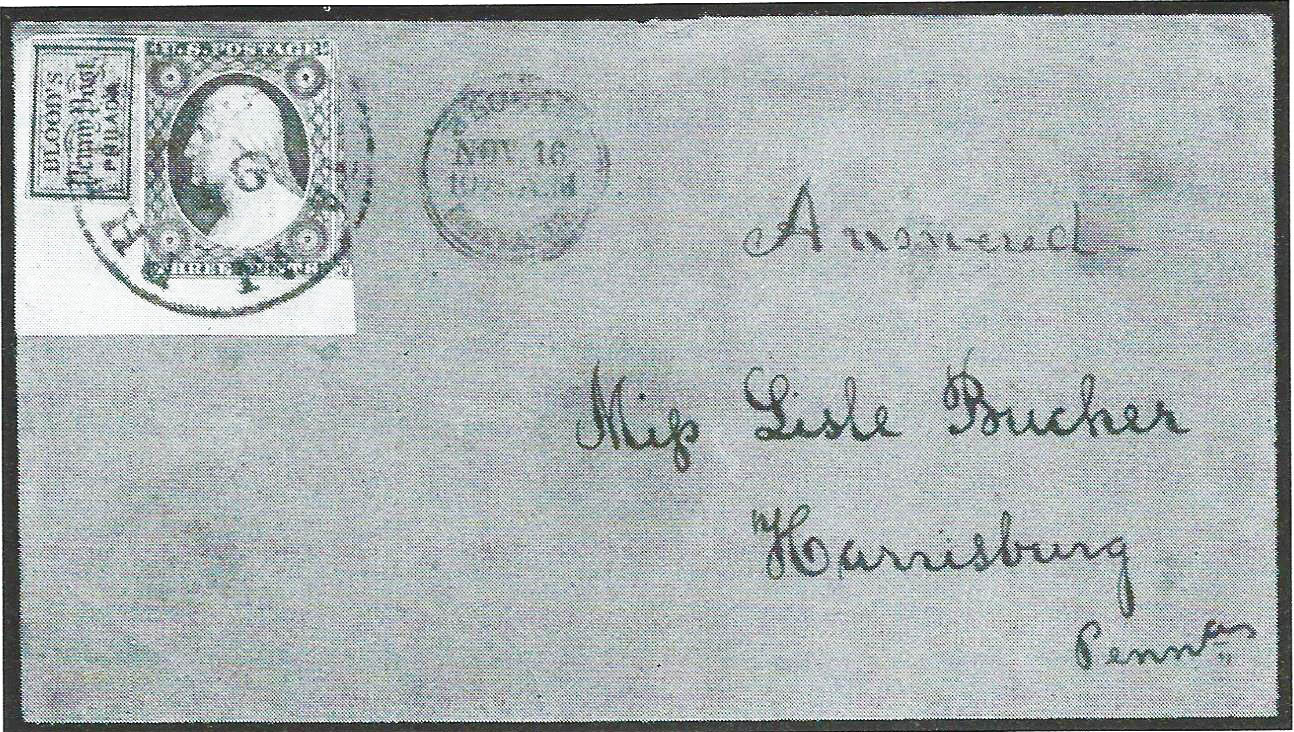 BLOOD'S
Penny Post
PHILAD'A
U.S. POSTAGE
THREE CENTS
NOV. 16
Answered
Miſs Lisle Bucher
Harrisburg
Pennᵃ